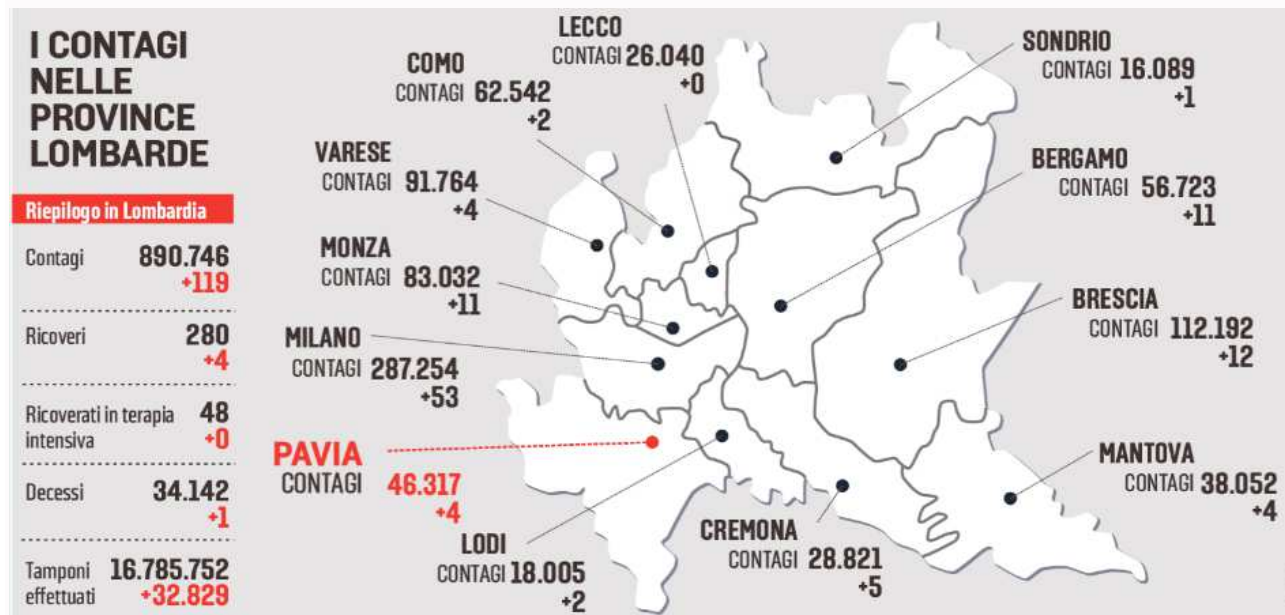 I CONTAGI
NELLE
PROVINCE
LOMBARDE
Riepilogo in Lombardia
Contagi 890.746
+119
Ricoveri 280
+4
Ricoverati in terapia intensiva 48
+0
Decessi 34.142
+1
Tamponi effettuati 16.785.752
+32.829
LECCO
CONTAGI 26.040
+0
COMO
CONTAGI 62.542
+2
VARESE
CONTAGI 91.764
+4
MONZA
CONTAGI 83.032
+11
MILANO
CONTAGI 287.254
+53
PAVIA
CONTAGI 46.317
+4
LODI
CONTAGI 18.005
+2
CREMONA
CONTAGI 28.821
+5
SONDRIO
CONTAGI 16.089
+1
BERGAMO
CONTAGI 56.723
+11
BRESCIA
CONTAGI 112.192
+12
MANTOVA
CONTAGI 38.052
+4